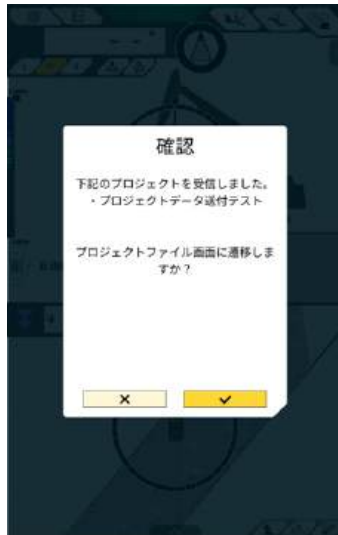 確認
下記のプロジェクトを受信しました。
・プロジェクトデータ送付テスト
プロジェクトファイル画面に遷移しま
すか？